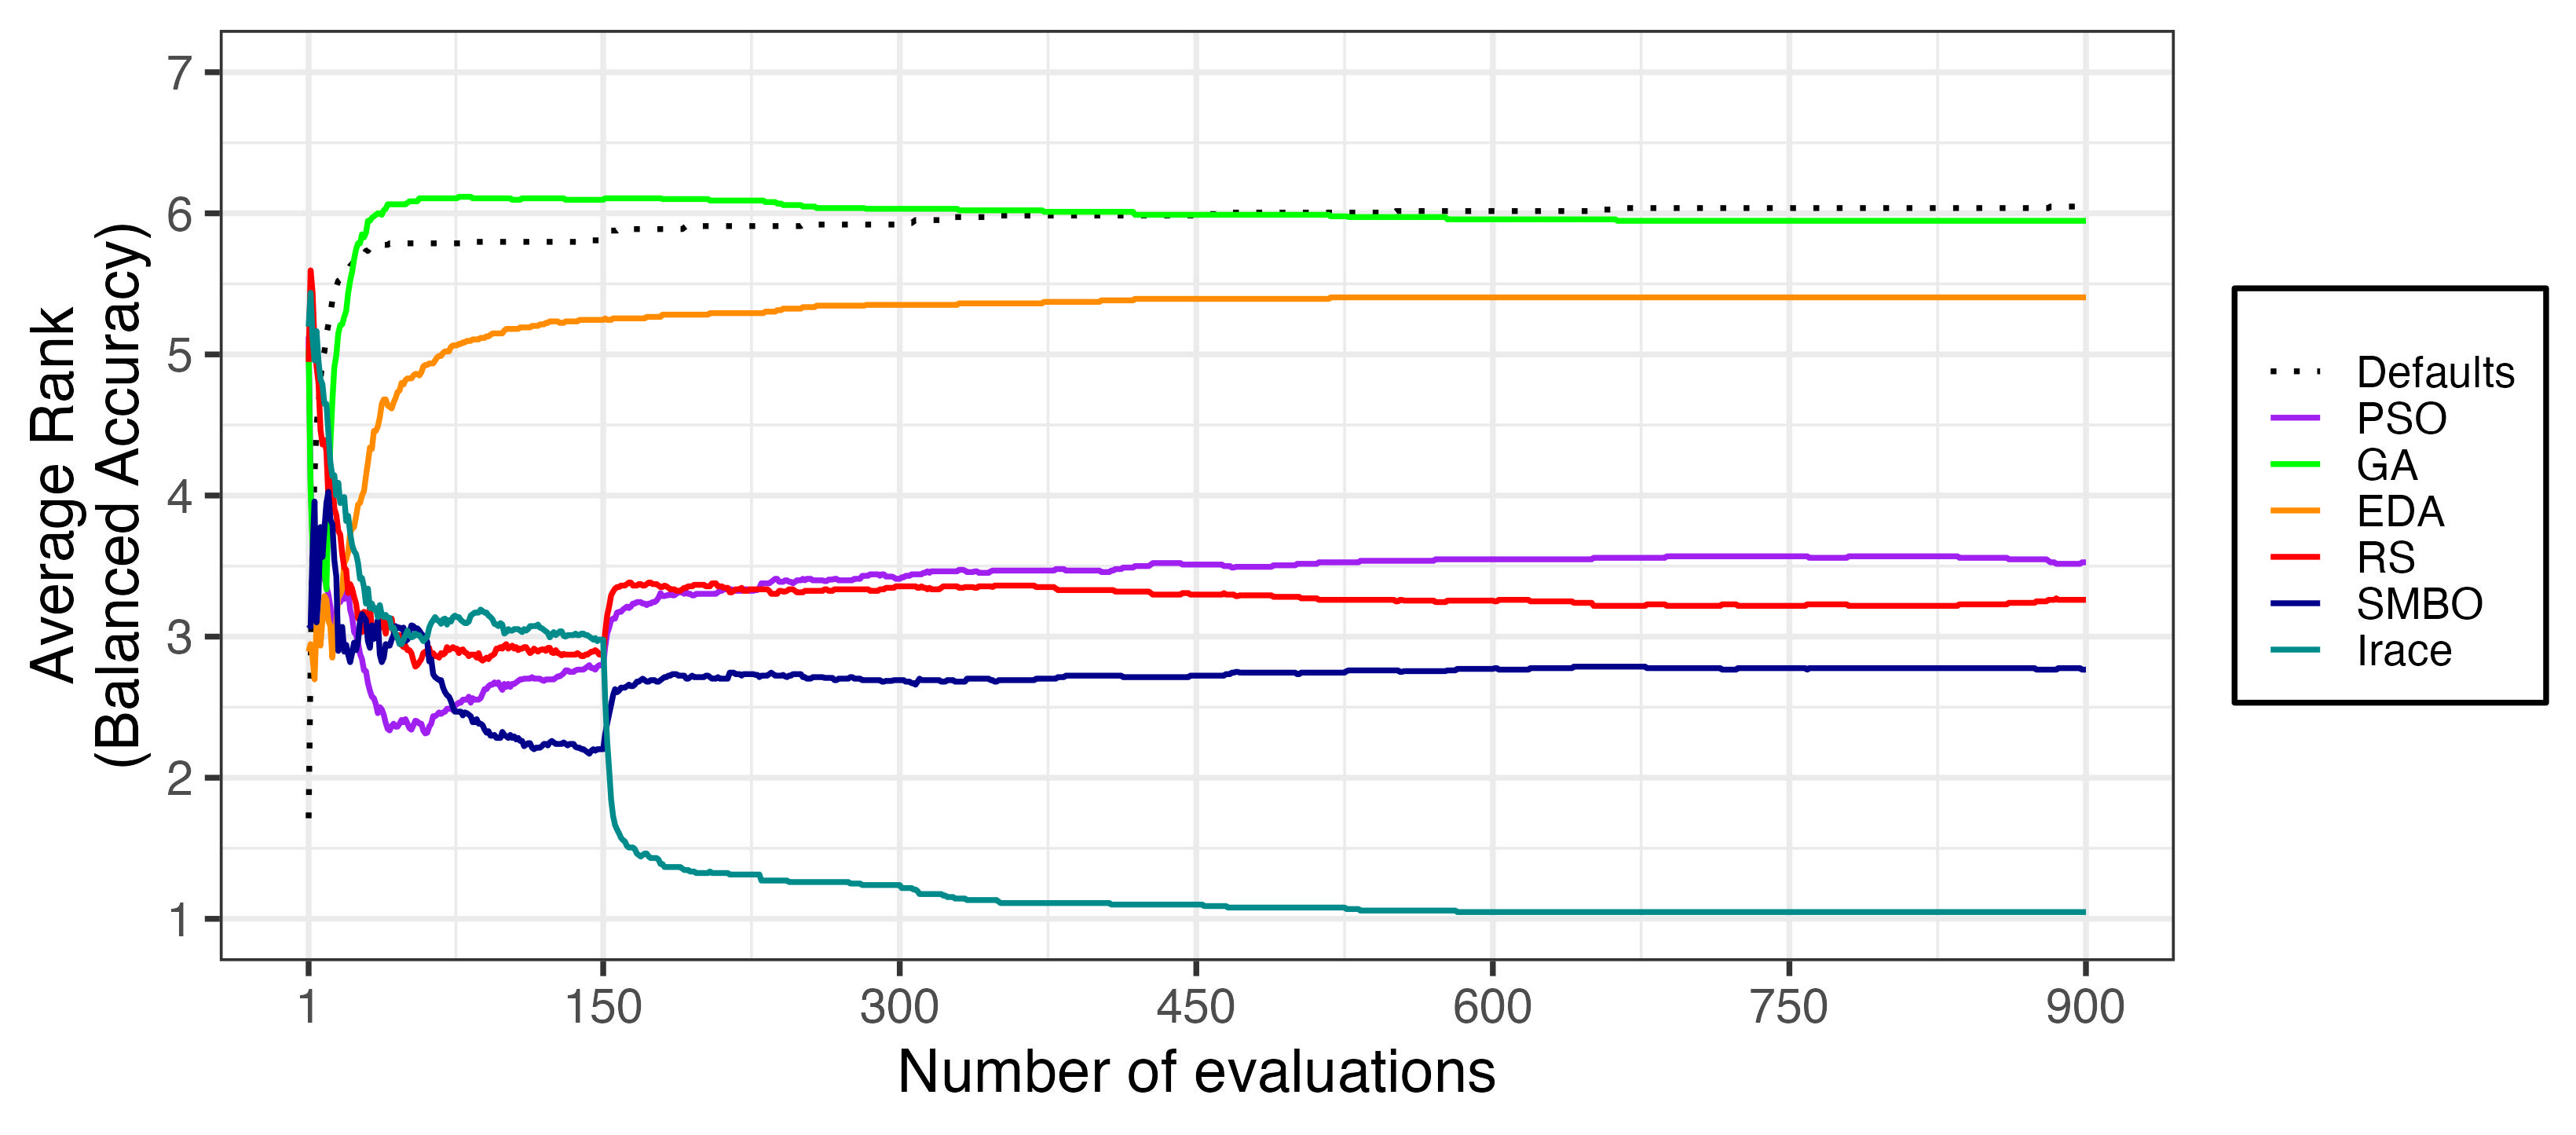 Average Rank
(Balanced Accuracy)
7
6
5
4
3
2
1
1 150 300 450 600 750 900
Number of evaluations
Defaults
PSO
GA
EDA
RS
SMBO
Irace